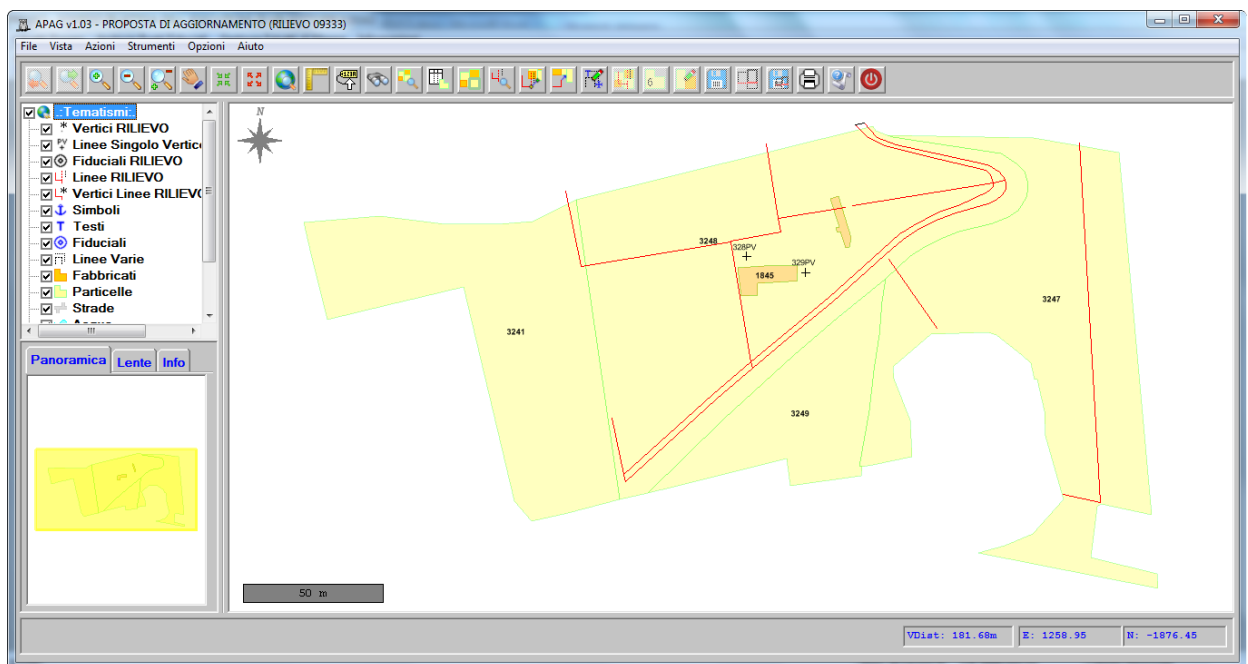 APAG v1.03 - PROPOSTA DI AGGIORNAMENTO (RILIEVO 09333)
File Vista Azioni Strumenti Opzioni Aiuto
.:Tematismi:.
Vertici RILIEVO
Linee Singolo Vertice
Fiduciali RILIEVO
Linee RILIEVO
Vertici Linee RILIEVO
Simboli
Testi
Fiduciali
Linee Varie
Fabbricati
Particelle
Strade
Panoramica Lente Info
N
3248
328PV
329PV
1845
3247
3241
3249
50 m
VDist: 181.68m E: 1258.95 N: -1876.45